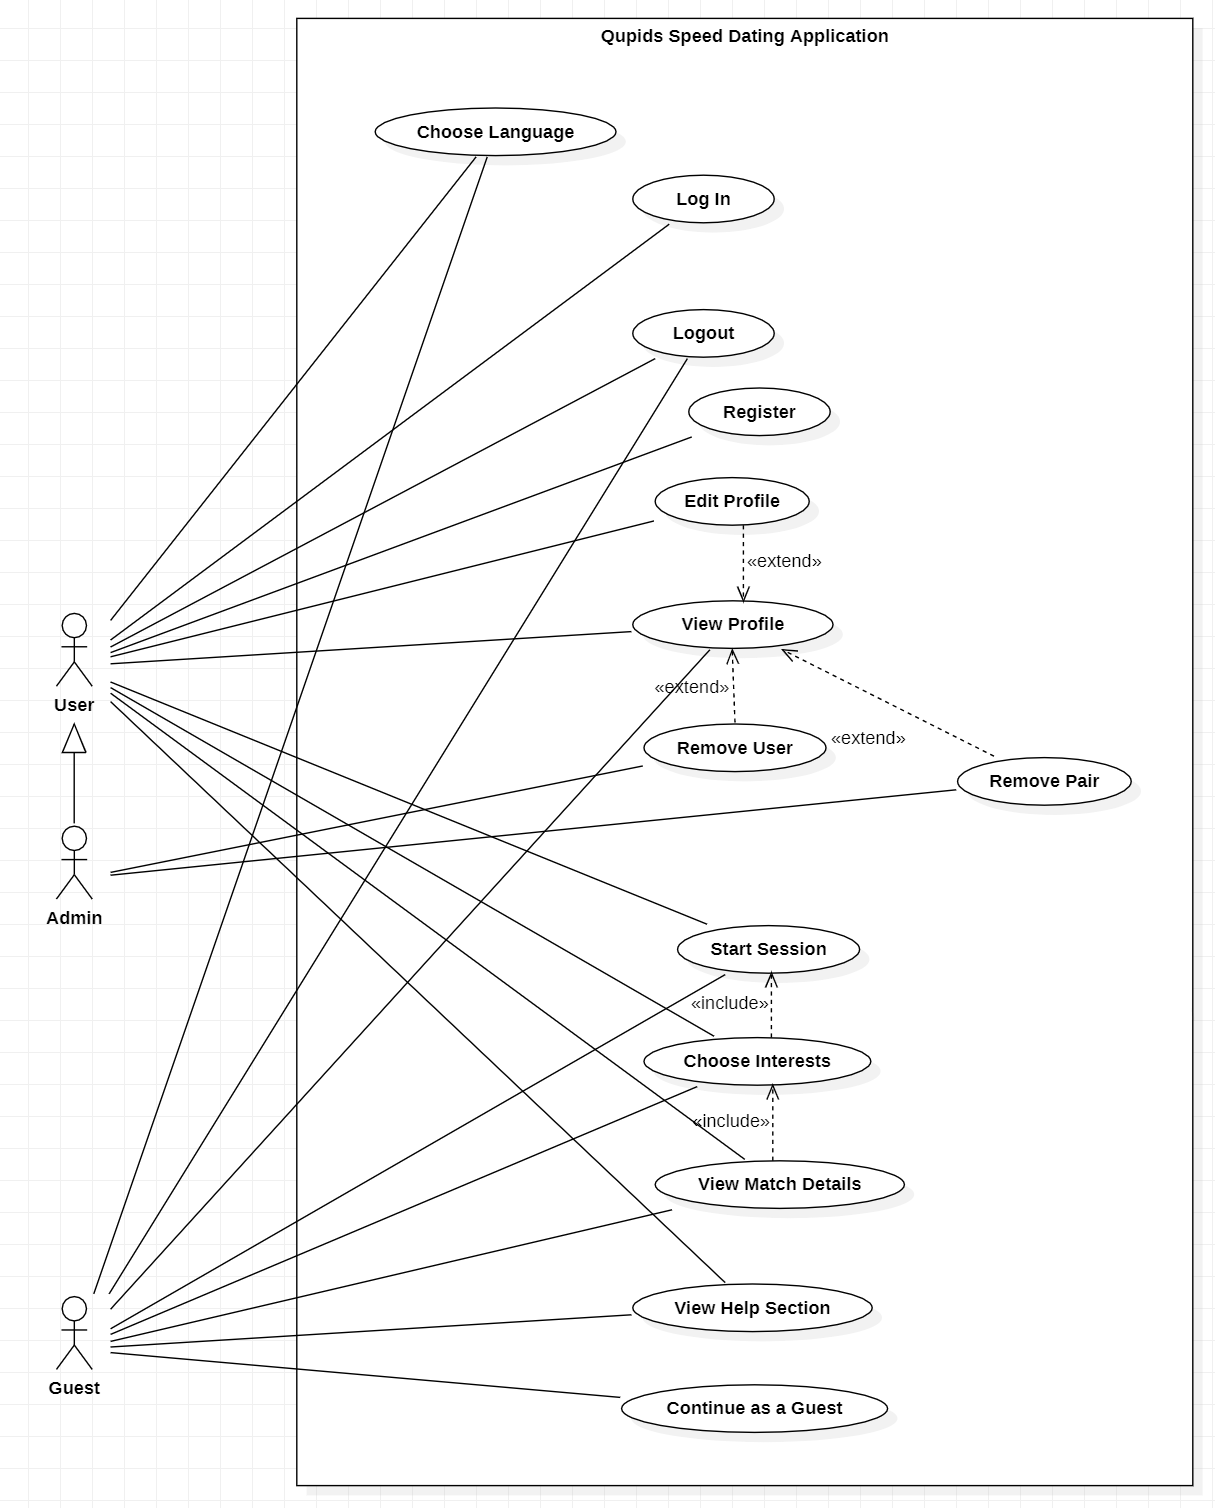 Qupids Speed Dating Application
Choose Language
Log In
Logout
Register
Edit Profile
«extend»
View Profile
«extend»
User
Remove User
«extend»
Remove Pair
Admin
Start Session
«include»
Choose Interests
«include»
View Match Details
View Help Section
Guest
Continue as a Guest